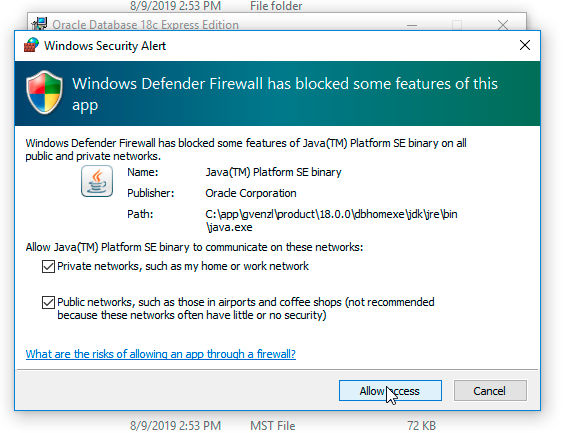 8/9/2019 2:53 PM File folder
Oracle Database 18c Express Edition
Windows Security Alert
Windows Defender Firewall has blocked some features of this
app
Windows Defender Firewall has blocked some features of Java(TM) Platform SE binary on all
public and private networks.
Name: Java(TM) Platform SE binary
Publisher: Oracle Corporation
Path: C:\app\gvenzl\product\18.0.0\dbhomexe\jdk\jre\bin
\java.exe
Allow Java(TM) Platform SE binary to communicate on these networks:
Private networks, such as my home or work network
Public networks, such as those in airports and coffee shops (not recommended
because these networks often have little or no security)
What are the risks of allowing an app through a firewall?
Allow access Cancel
8/9/2019 2:53 PM MST File 72 KB